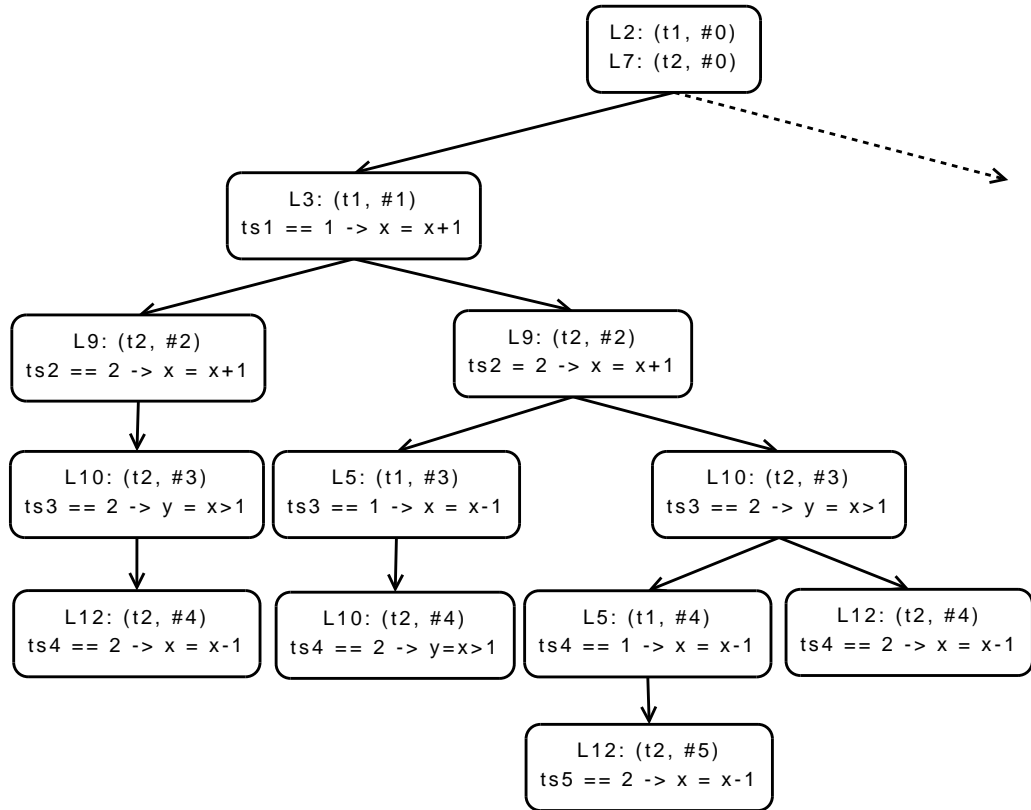 L2: (t1, #0)
L7: (t2, #0)
L3: (t1, #1)
ts1 == 1 -> x = x+1
L9: (t2, #2)
ts2 == 2 -> x = x+1
L9: (t2, #2)
ts2 = 2 -> x = x+1
L10: (t2, #3)
ts3 == 2 -> y = x>1
L5: (t1, #3)
ts3 == 1 -> x = x-1
L10: (t2, #3)
ts3 == 2 -> y = x>1
L12: (t2, #4)
ts4 == 2 -> x = x-1
L10: (t2, #4)
ts4 == 2 -> y=x>1
L5: (t1, #4)
ts4 == 1 -> x = x-1
L12: (t2, #4)
ts4 == 2 -> x = x-1
L12: (t2, #5)
ts5 == 2 -> x = x-1